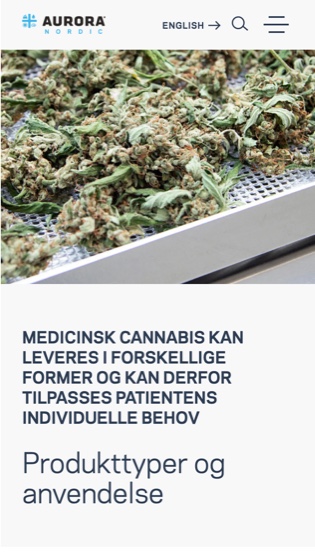 AURORA
NORDIC
ENGLISH
MEDICINSK CANNABIS KAN
LEVERES I FORSKELLIGE
FORMER OG KAN DERFOR
TILPASSES PATIENTENS
INDIVIDUELLE BEHOV
Produkttyper og
anvendelse